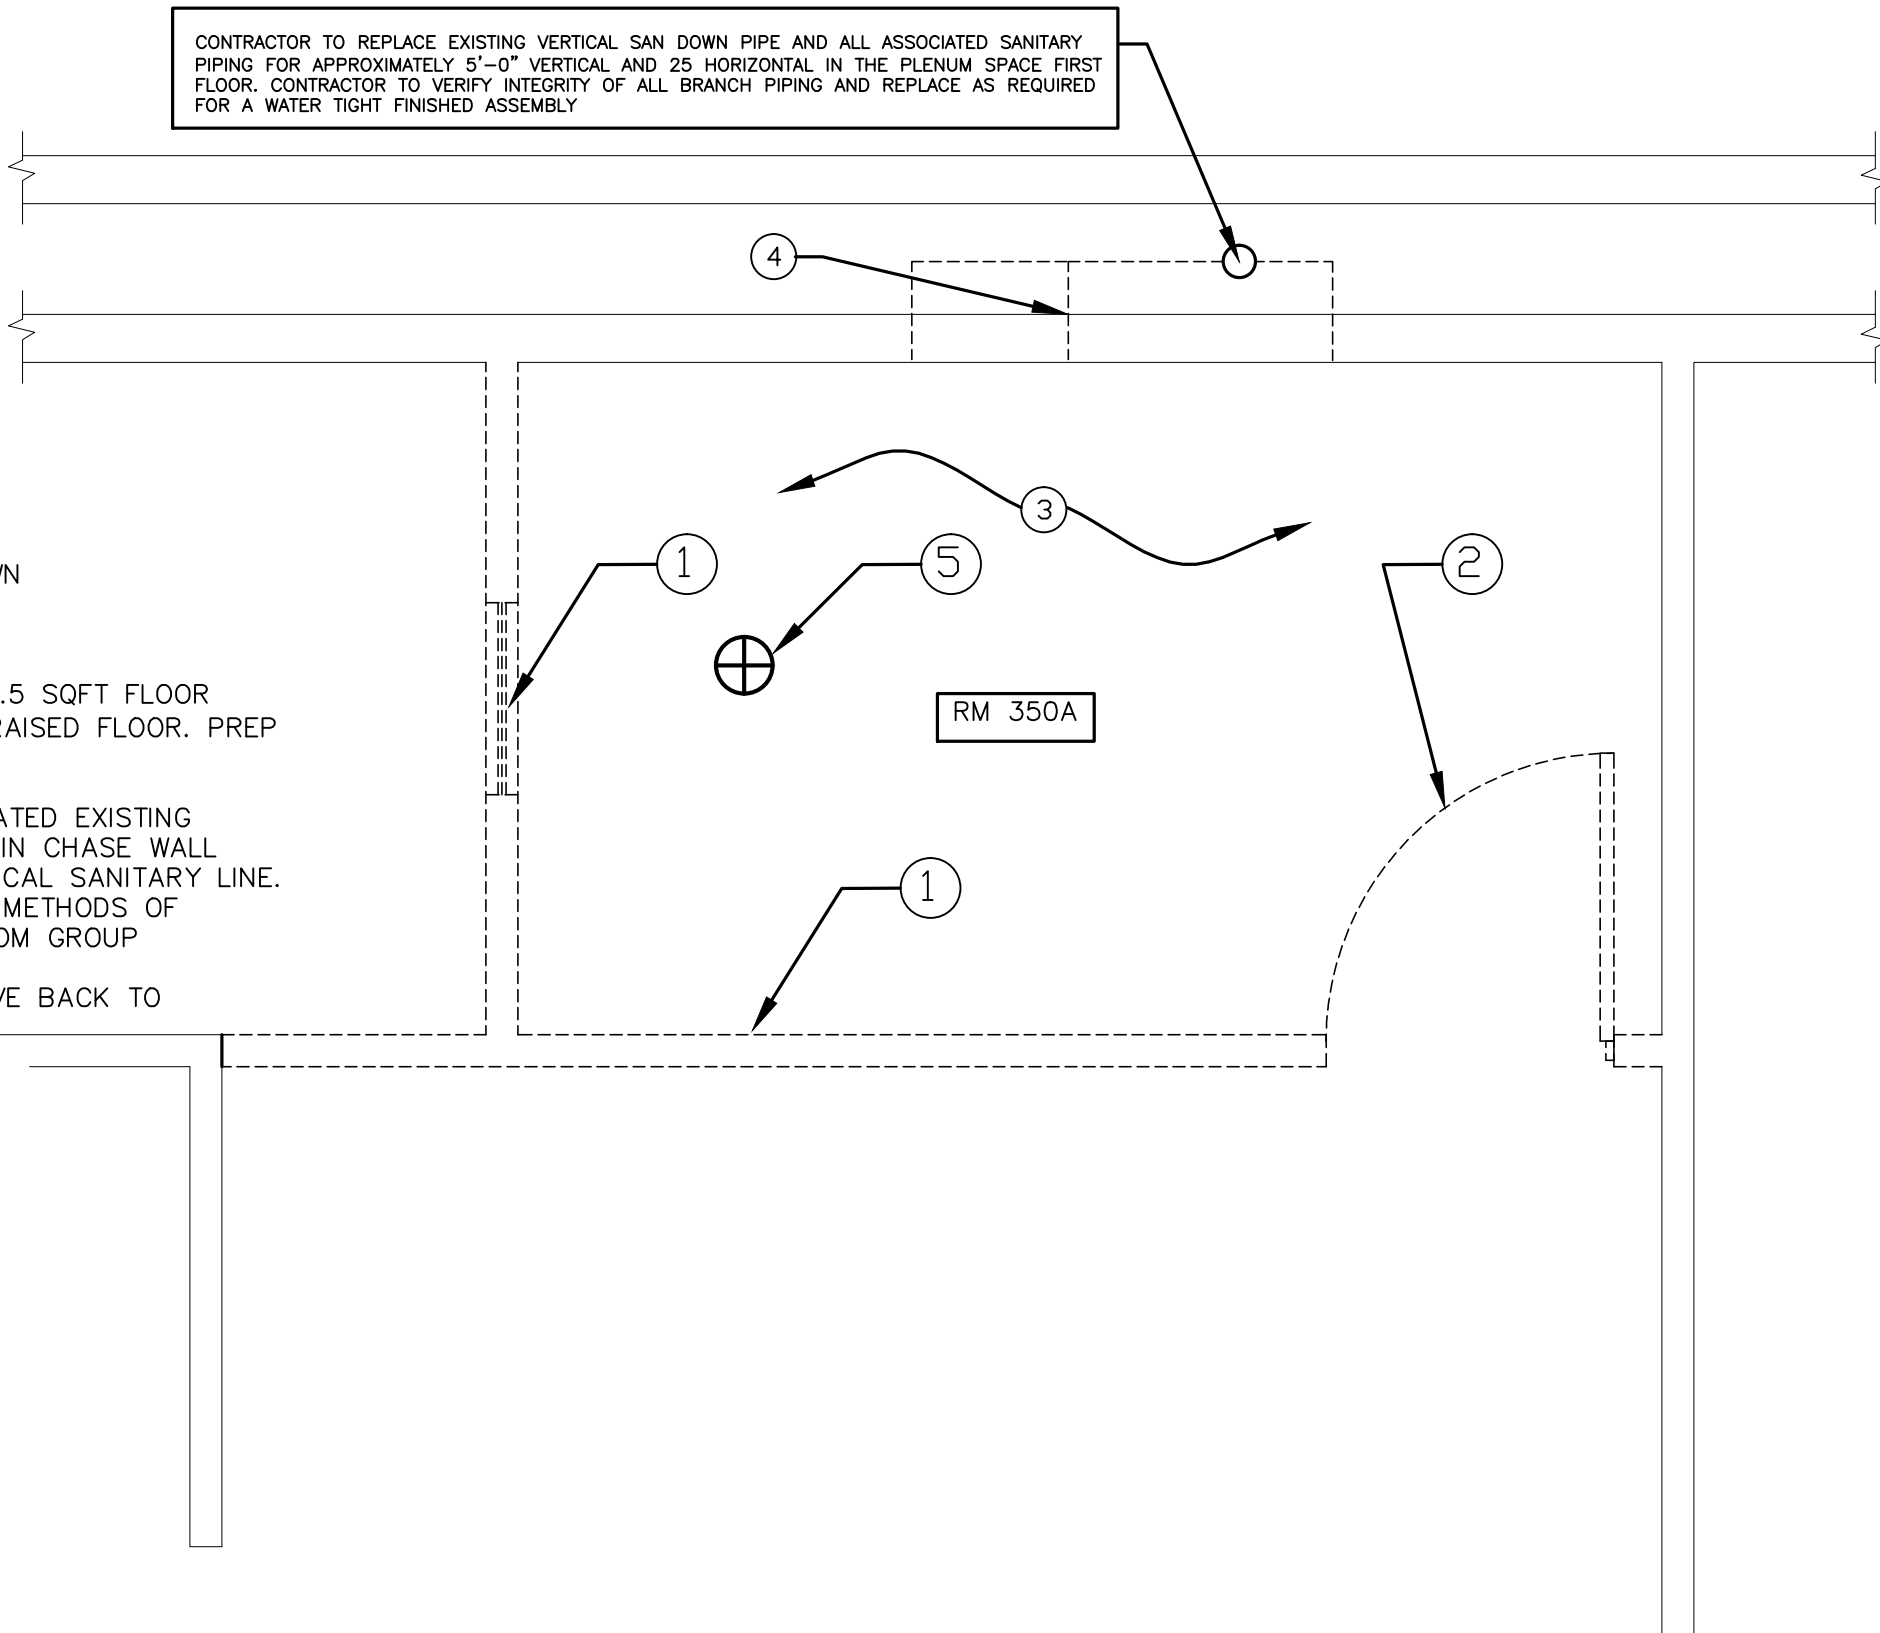 CONTRACTOR TO REPLACE EXISTING VERTICAL SAN DOWN PIPE AND ALL ASSOCIATED SANITARY
PIPING FOR APPROXIMATELY 5'-0" VERTICAL AND 25 HORIZONTAL IN THE PLENUM SPACE FIRST
FLOOR. CONTRACTOR TO VERIFY INTEGRITY OF ALL BRANCH PIPING AND REPLACE AS REQUIRED
FOR A WATER TIGHT FINISHED ASSEMBLY
4
3
1
5
2
WN
.5 SQFT FLOOR
RAISED FLOOR. PREP
RM 350A
ATED EXISTING
IN CHASE WALL
ICAL SANITARY LINE.
METHODS OF
OM GROUP
1
VE BACK TO